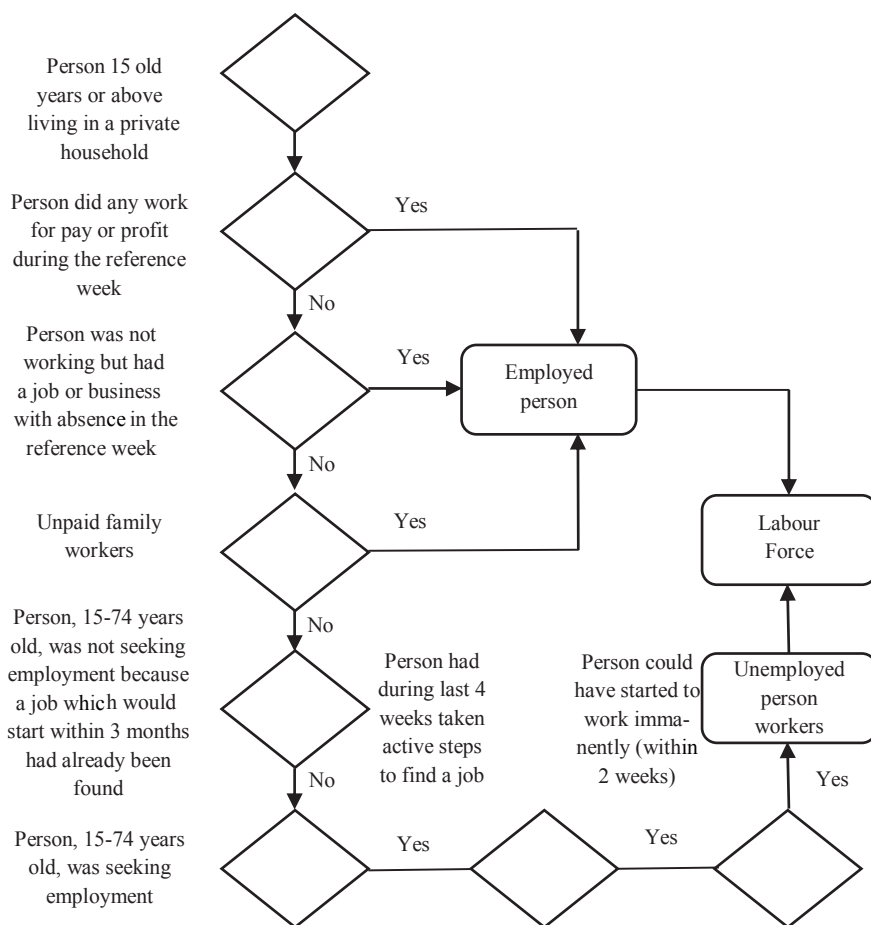 Person 15 old
years or above
living in a private
household
Person did any work
for pay or profit
during the reference
week
Yes
No
Person was not
working but had
a job or business
with absence in the
reference week
Yes
Employed
person
No
Unpaid family
workers
Yes
Labour
Force
No
Person, 15-74 years
old, was not seeking
employment because
a job which would
start within 3 months
had already been
found
Person had
during last 4
weeks taken
active steps
to find a job
Person could
have started to
work imma-
nently (within
2 weeks)
Unemployed
person
workers
Yes
No
Person, 15-74 years
old, was seeking
employment
Yes
Yes